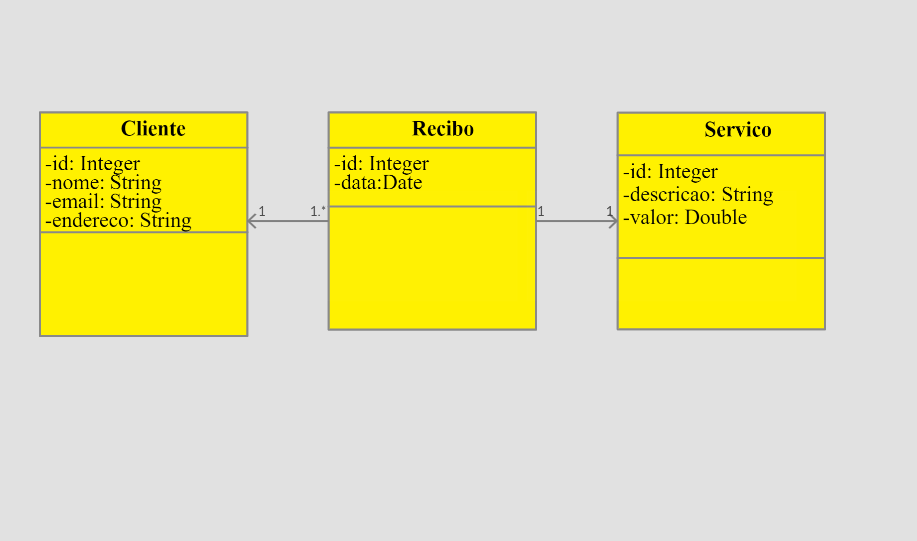 Cliente
-id: Integer
-nome: String
-email: String
-endereco: String
1
1.*
Recibo
-id: Integer
-data:Date
1
1
Servico
-id: Integer
-descricao: String
-valor: Double